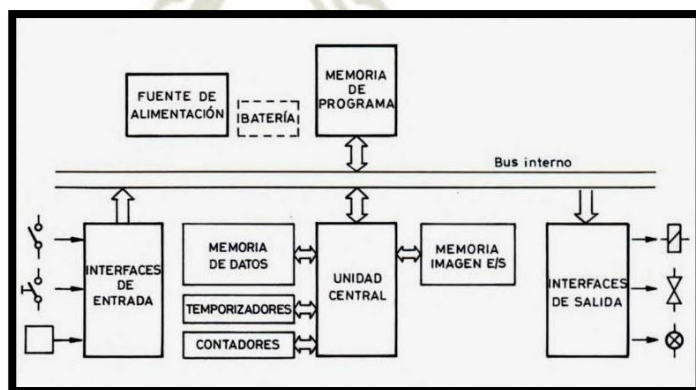 FUENTE DE
ALIMENTACIÓN
BATERÍA
MEMORIA
DE
PROGRAMA
Bus interno
INTERFACES
DE
ENTRADA
MEMORIA
DE DATOS
TEMPORIZADORES
CONTADORES
UNIDAD
CENTRAL
MEMORIA
IMAGEN E/S
INTERFACES
DE SALIDA